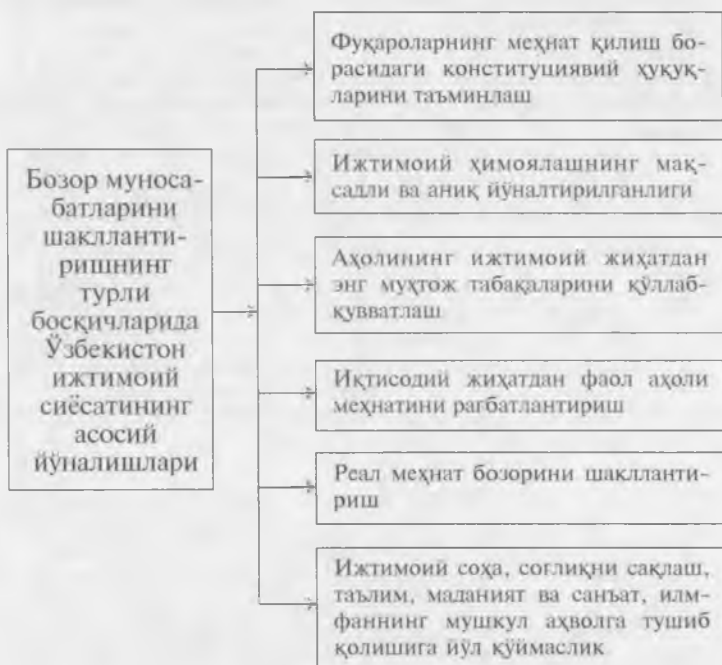 Бозор муноса-
батларини
шакллланти-
ришнинг
турли
босқичларида
Ўзбекистон
ижтимоий
сиёсатининг
асосий
йўналишлари
Фуқароларнинг меҳнат қилиш бо-
расидаги конституциявий ҳуқуқ-
ларини таъминлаш
Ижтимоий ҳимоялашнинг мақ-
садли ва аниқ йўналтирилганлиги
Аҳолининг ижтимоий жиҳатдан
энг муҳтож табақаларини қўллаб-
қувватлаш
Иқтисодий жиҳатдан фаол аҳоли
меҳнатини рағбатлантириш
Реал меҳнат бозорини шакллланти-
риш
Ижтимоий соҳа, соғлиқни сақлаш,
таълим, маданият ва санъат, илм-
фаннинг мушкул аҳволга тушиб
қолишига йўл қўймаслик